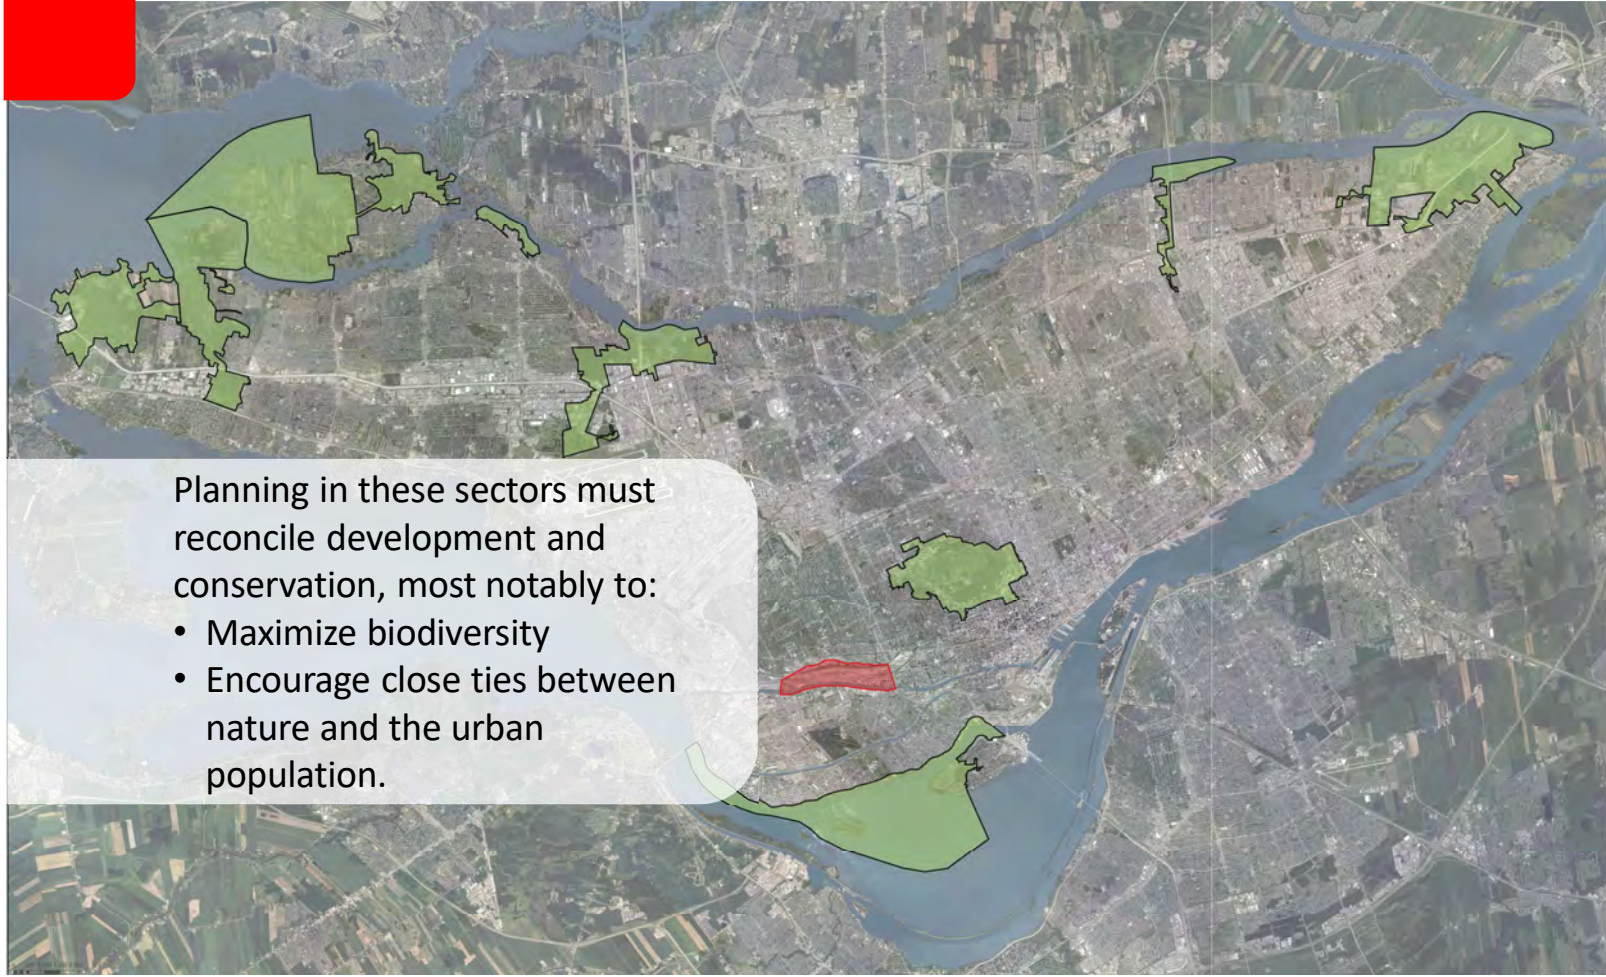 Planning in these sectors must
reconcile development and
conservation, most notably to:
• Maximize biodiversity
• Encourage close ties between
nature and the urban
population.